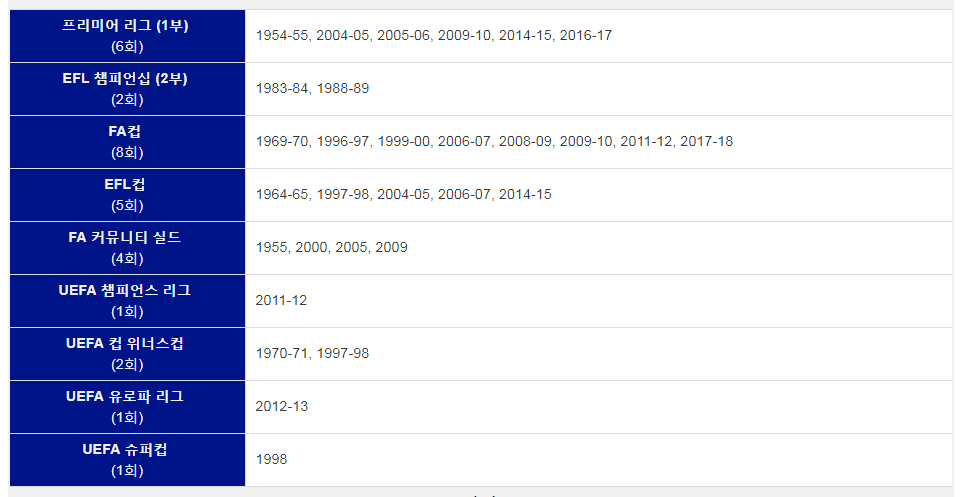 프리미어 리그 (1부)
(6회)
1954-55, 2004-05, 2005-06, 2009-10, 2014-15, 2016-17
EFL 챔피언십 (2부)
(2회)
1983-84, 1988-89
FA컵
(8회)
1969-70, 1996-97, 1999-00, 2006-07, 2008-09, 2009-10, 2011-12, 2017-18
EFL컵
(5회)
1964-65, 1997-98, 2004-05, 2006-07, 2014-15
FA 커뮤니티 실드
(4회)
1955, 2000, 2005, 2009
UEFA 챔피언스 리그
(1회)
2011-12
UEFA 컵 위너스컵
(2회)
1970-71, 1997-98
UEFA 유로파 리그
(1회)
2012-13
UEFA 슈퍼컵
(1회)
1998